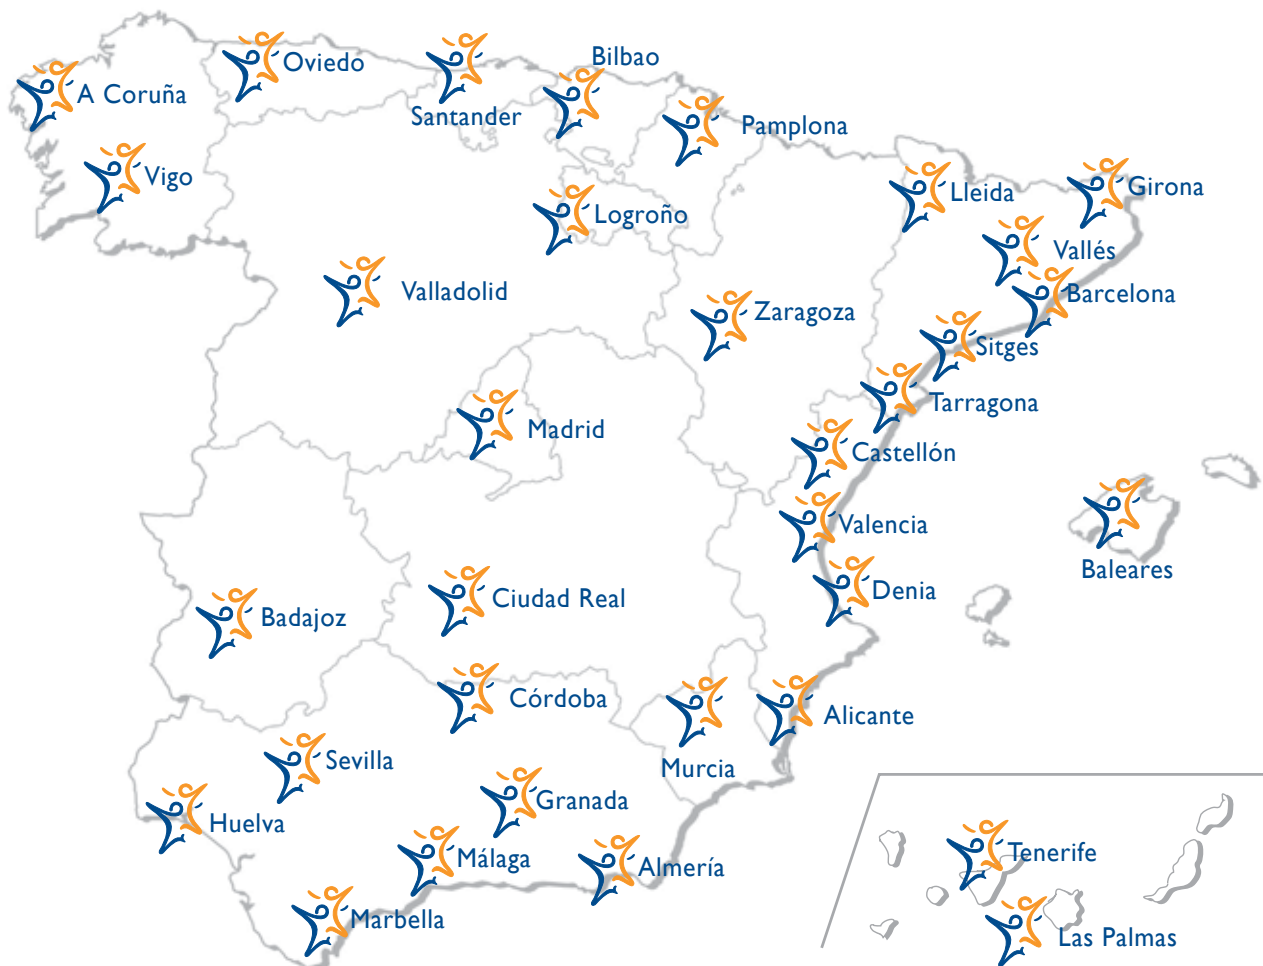 Bilbao
Oviedo
A Coruña
Santander
Pamplona
Vigo
Lleida
Girona
Logroño
Vallés
Valladolid
Barcelona
Zaragoza
Sitges
Tarragona
Madrid
Castellón
Valencia
Baleares
Denia
Ciudad Real
Badajoz
Córdoba
Alicante
Sevilla
Murcia
Granada
Huelva
Málaga
Almería
Tenerife
Marbella
Las Palmas